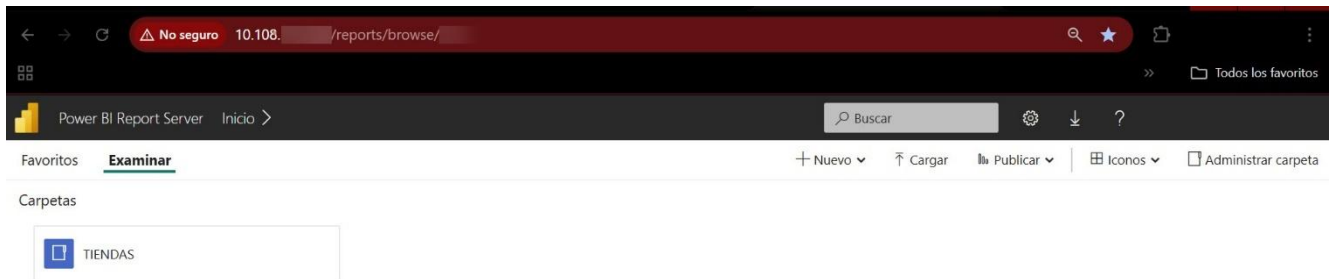 No seguro 10.108. /reports/browse/
Todos los favoritos
Power BI Report Server Inicio > Buscar ?
Favoritos Examinar + Nuevo Cargar Publicar Iconos Administrar carpeta
Carpetas
TIENDAS